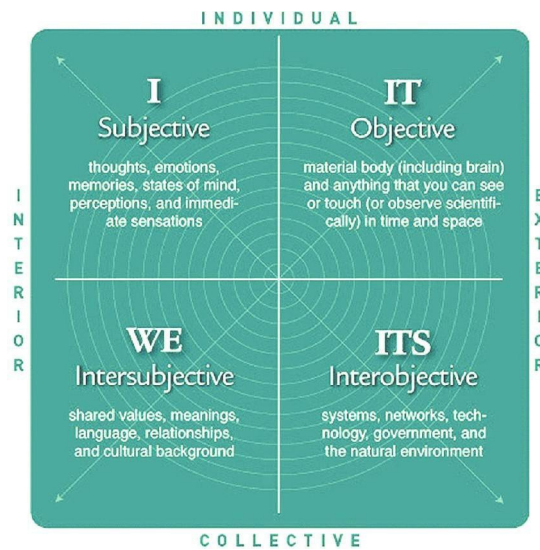 INDIVIDUAL
INTERIOR
EXTERIOR
I
Subjective
thoughts, emotions,
memories, states of mind,
perceptions, and immedi-
ate sensations
IT
Objective
material body (including brain)
and anything that you can see
or touch (or observe scientifi-
cally) in time and space
WE
Intersubjective
shared values, meanings,
language, relationships,
and cultural background
ITS
Interobjective
systems, networks, tech-
nology, government, and
the natural environment
COLLECTIVE